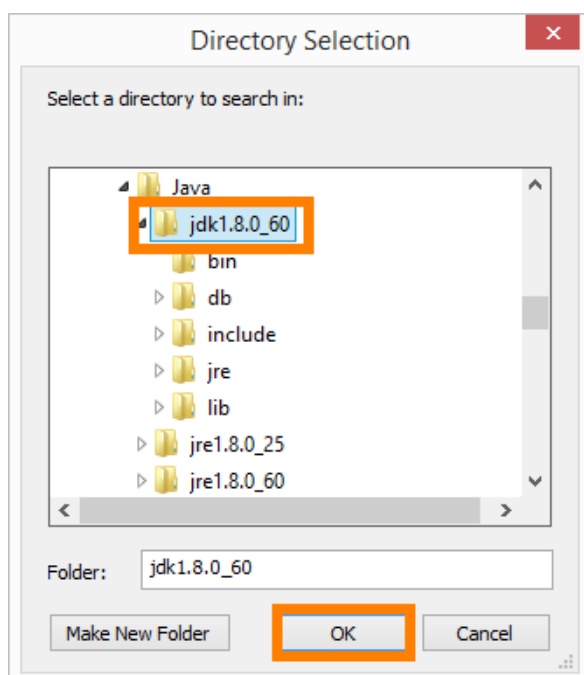 Directory Selection
Select a directory to search in:
Java
jdk1.8.0_60
bin
db
include
jre
lib
jre1.8.0_25
jre1.8.0_60
Folder: jdk1.8.0_60
Make New Folder OK Cancel